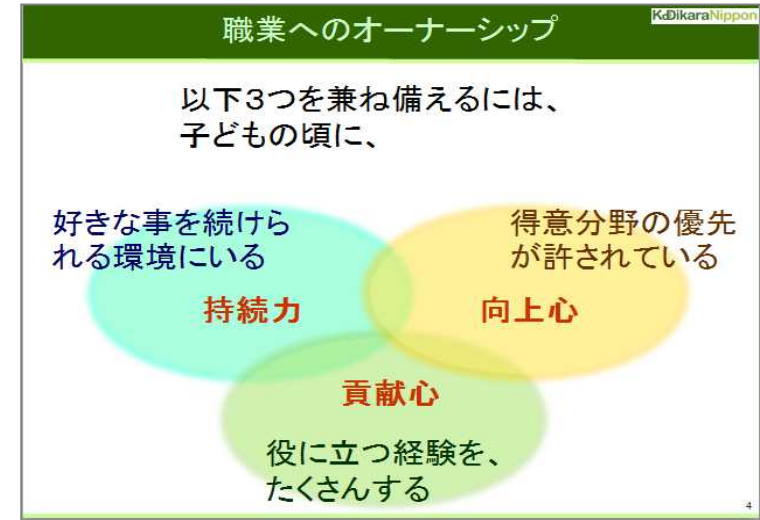 職業へのオーナーシップ
KodikaraNippon
以下3つを兼ね備えるには、
子どもの頃に、
好きな事を続けら
れる環境にいる
持続力
得意分野の優先
が許されている
向上心
貢献心
役に立つ経験を、
たくさんする
4